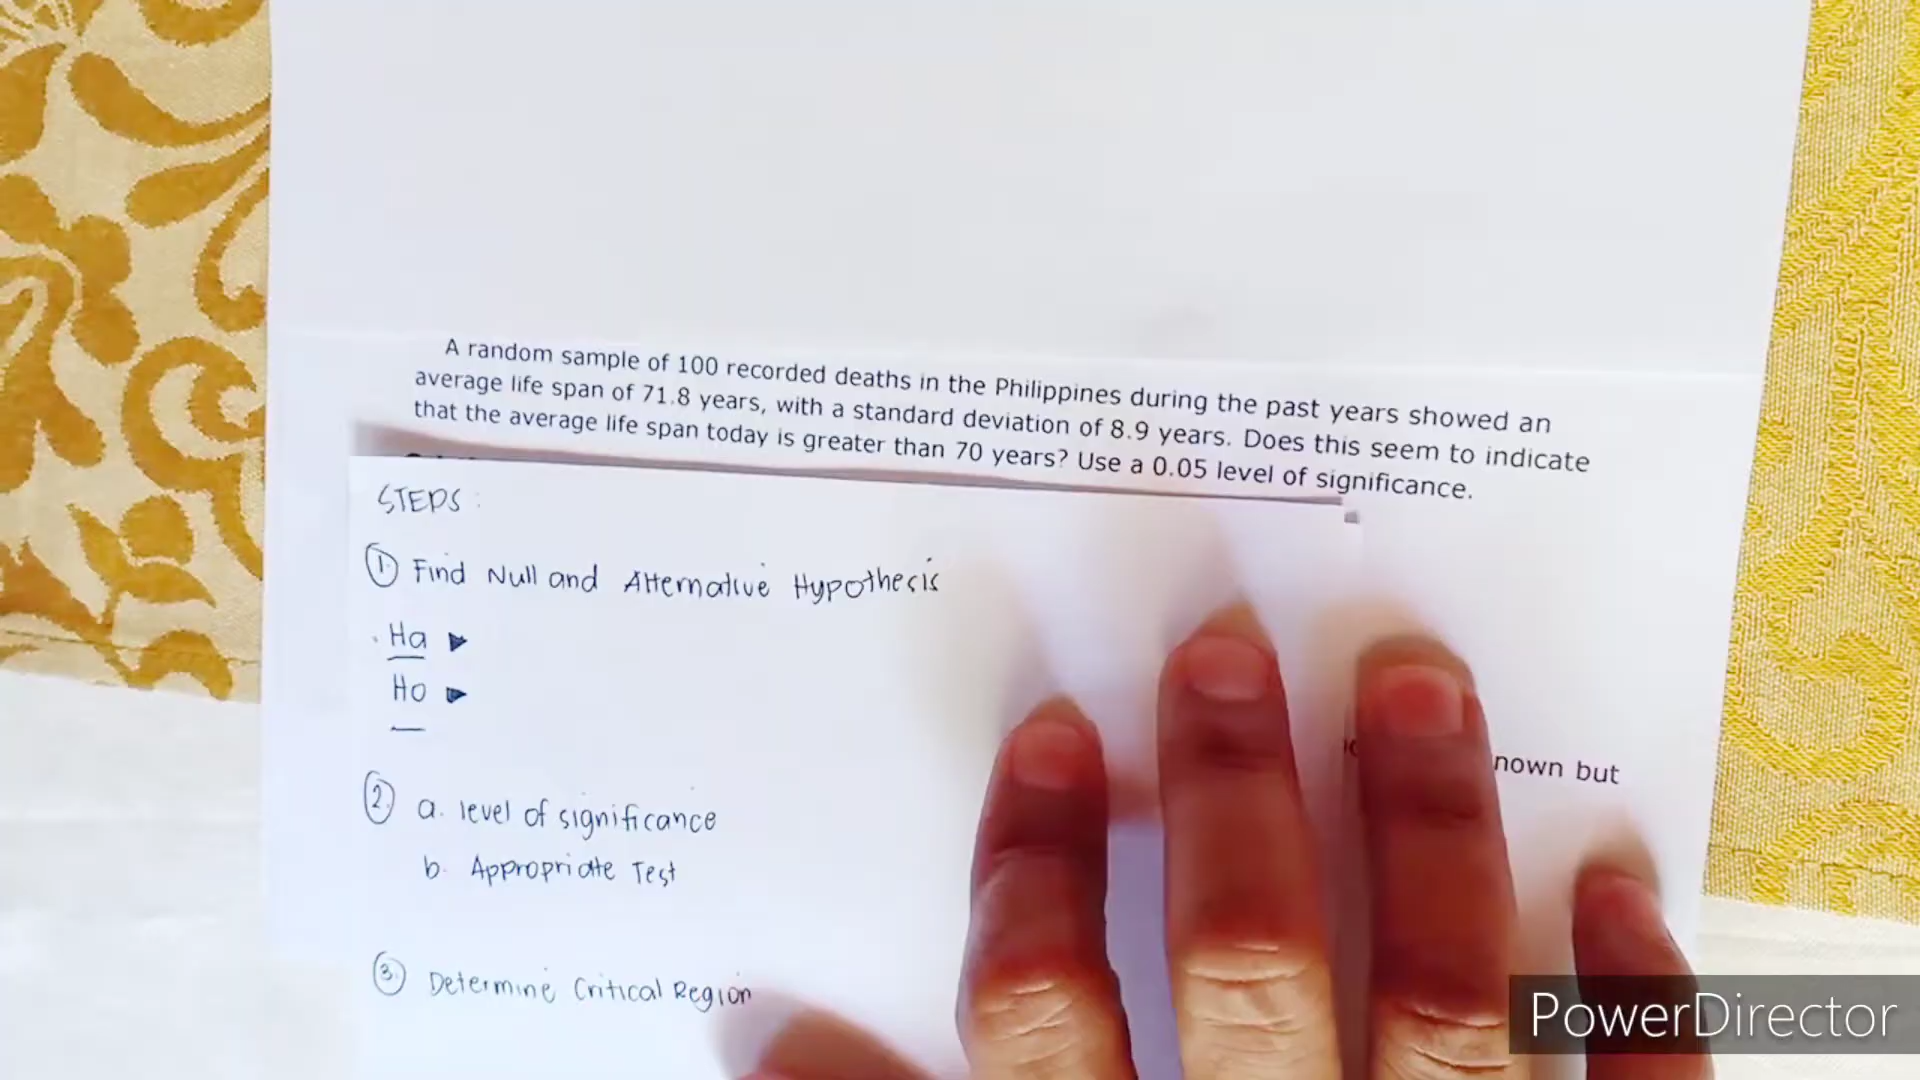 A random sample of 100 recorded deaths in the Philippines during the past years showed an
average life span of 71.8 years, with a standard deviation of 8.9 years. Does this seem to indicate
that the average life span today is greater than 70 years? Use a 0.05 level of significance.
STEPS:
1. Find Null and Alternative Hypothesis
Ha ▶
Ho ▶
nown but
2. a. level of significance
b. Appropriate Test
3. Determine Critical Region
PowerDirector